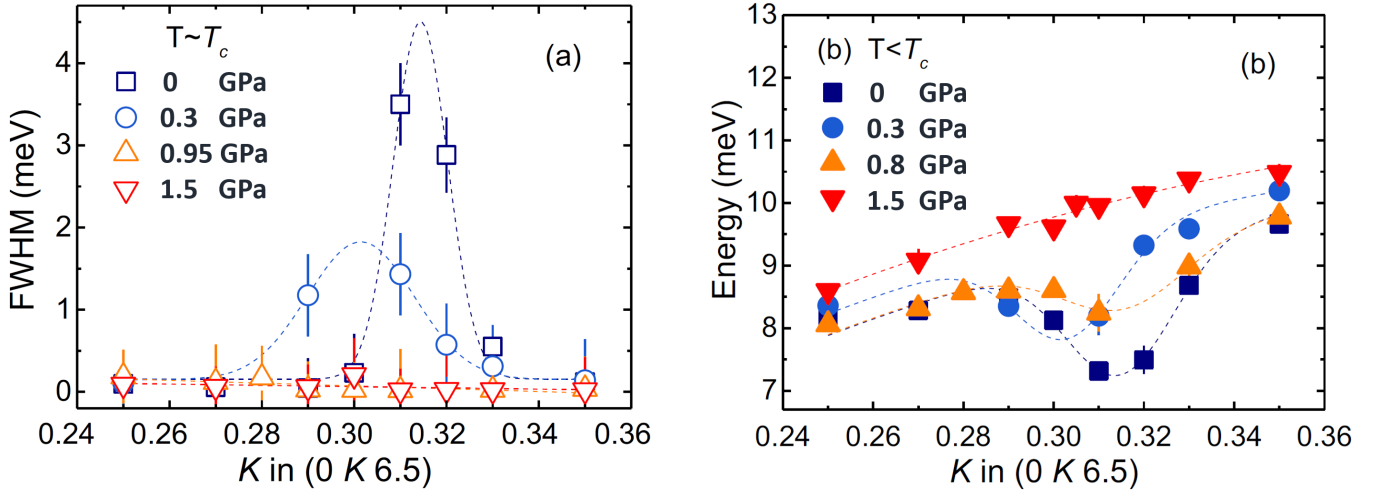 T~Tc
(a)
0 GPa
0.3 GPa
0.95 GPa
1.5 GPa
FWHM (meV)
4
3
2
1
0
0.24 0.26 0.28 0.30 0.32 0.34 0.36
K in (0 K 6.5)
(b) T<Tc
(b)
0 GPa
0.3 GPa
0.8 GPa
1.5 GPa
Energy (meV)
13
12
11
10
9
8
7
0.24 0.26 0.28 0.30 0.32 0.34 0.36
K in (0 K 6.5)